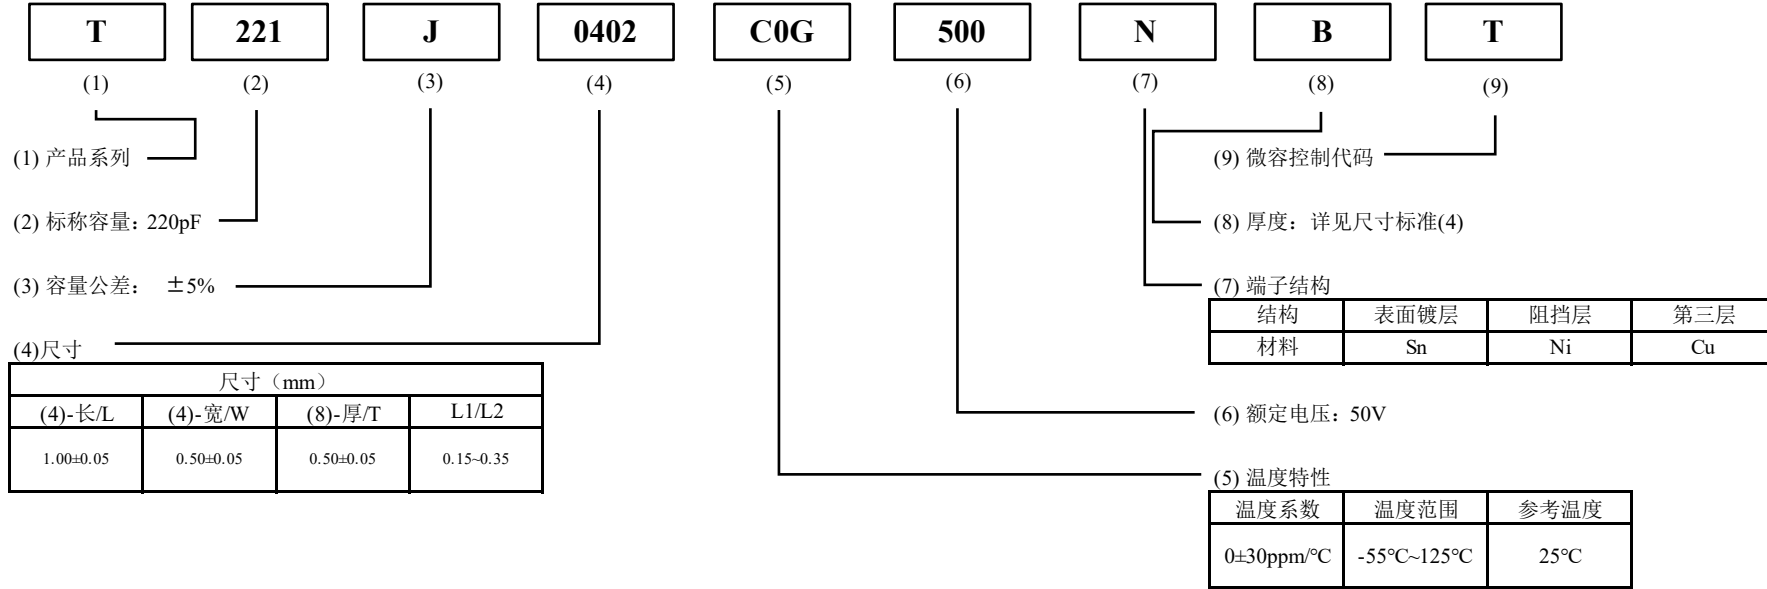 T 221 J 0402 C0G 500 N B T
(1) (2) (3) (4) (5) (6) (7) (8) (9)
(1) 产品系列
(9) 微容控制代码
(2) 标称容量：220pF
(8) 厚度：详见尺寸标准(4)
(3) 容量公差： ±5%
(7) 端子结构
结构 表面镀层 阻挡层 第三层
材料 Sn Ni Cu
(4)尺寸
尺寸（mm）
(4)-长/L (4)-宽/W (8)-厚/T L1/L2
1.00±0.05 0.50±0.05 0.50±0.05 0.15~0.35
(6) 额定电压：50V
(5) 温度特性
温度系数 温度范围 参考温度
0±30ppm/℃ -55℃~125℃ 25℃